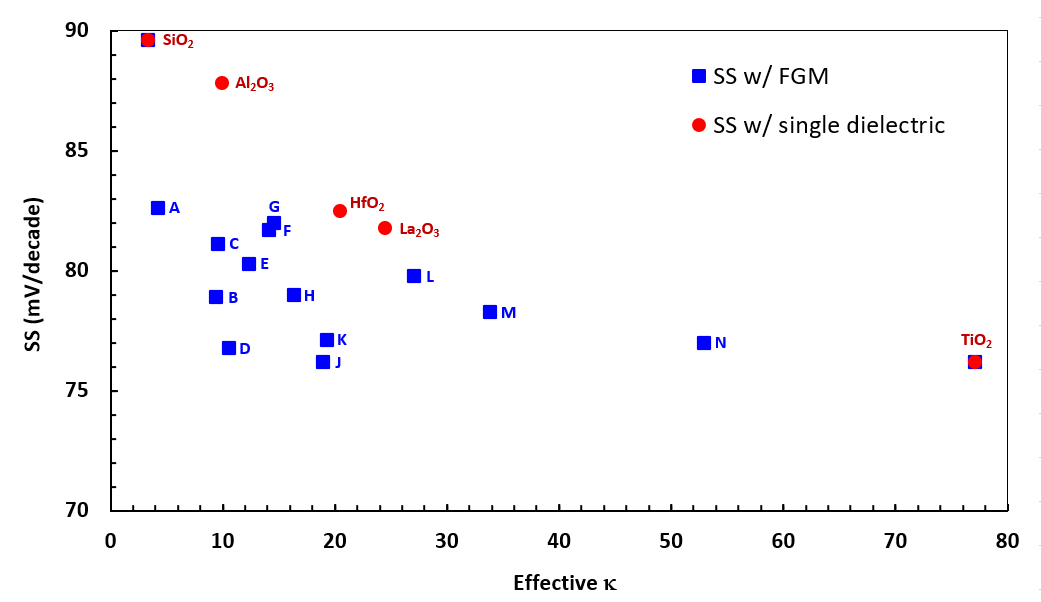 90
SiO₂
SS w/ FGM
Al₂O₃
SS w/ single dielectric
85
A
G
HfO₂
F
La₂O₃
C
80
E
L
B
H
M
K
N
TiO₂
D
J
75
70
0 10 20 30 40 50 60 70 80
SS (mV/decade)
Effective κ